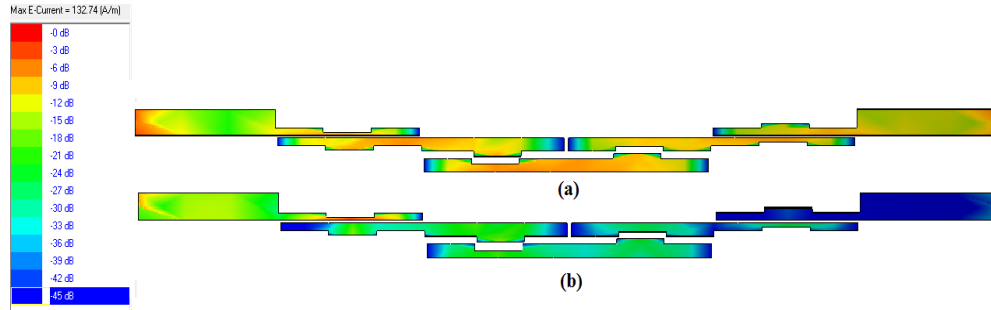 Max E-Current = 132.74 (A/m)
-0 dB
-3 dB
-6 dB
-9 dB
-12 dB
-15 dB
-18 dB
-21 dB
-24 dB
-27 dB
-30 dB
-33 dB
-36 dB
-39 dB
-42 dB
-45 dB
(a)
(b)